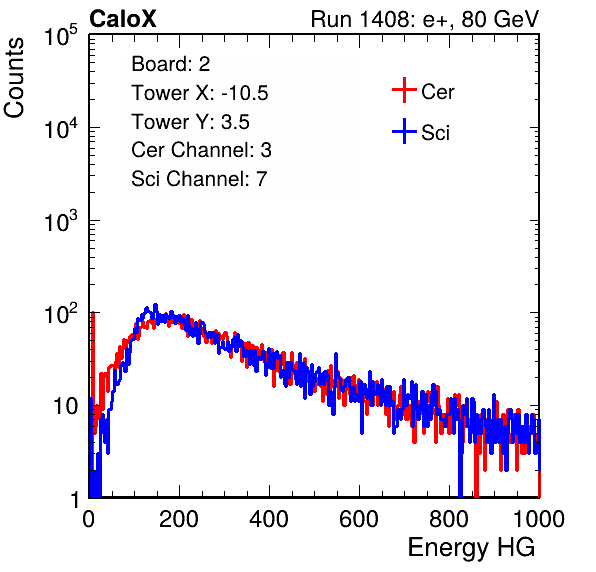 CaloX Run 1408: e+, 80 GeV
Counts
10^5
10^4
10^3
10^2
10
1
Board: 2
Tower X: -10.5
Tower Y: 3.5
Cer Channel: 3
Sci Channel: 7
Cer
Sci
0 200 400 600 800 1000
Energy HG